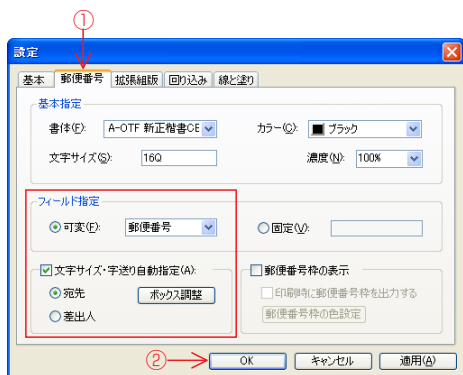 ①
設定
基本 郵便番号 拡張組版 回り込み 線と塗り
基本指定
書体(F): A-OTF 新正楷書CE カラー(C): ブラック
文字サイズ(S): 16Q 濃度(N): 100%
フィールド指定
可変(F): 郵便番号 固定(V):
文字サイズ・字送り自動指定(A): 郵便番号枠の表示
宛先 ボックス調整 印刷時に郵便番号枠を出力する
差出人 郵便番号枠の色設定
② OK キャンセル 適用(A)